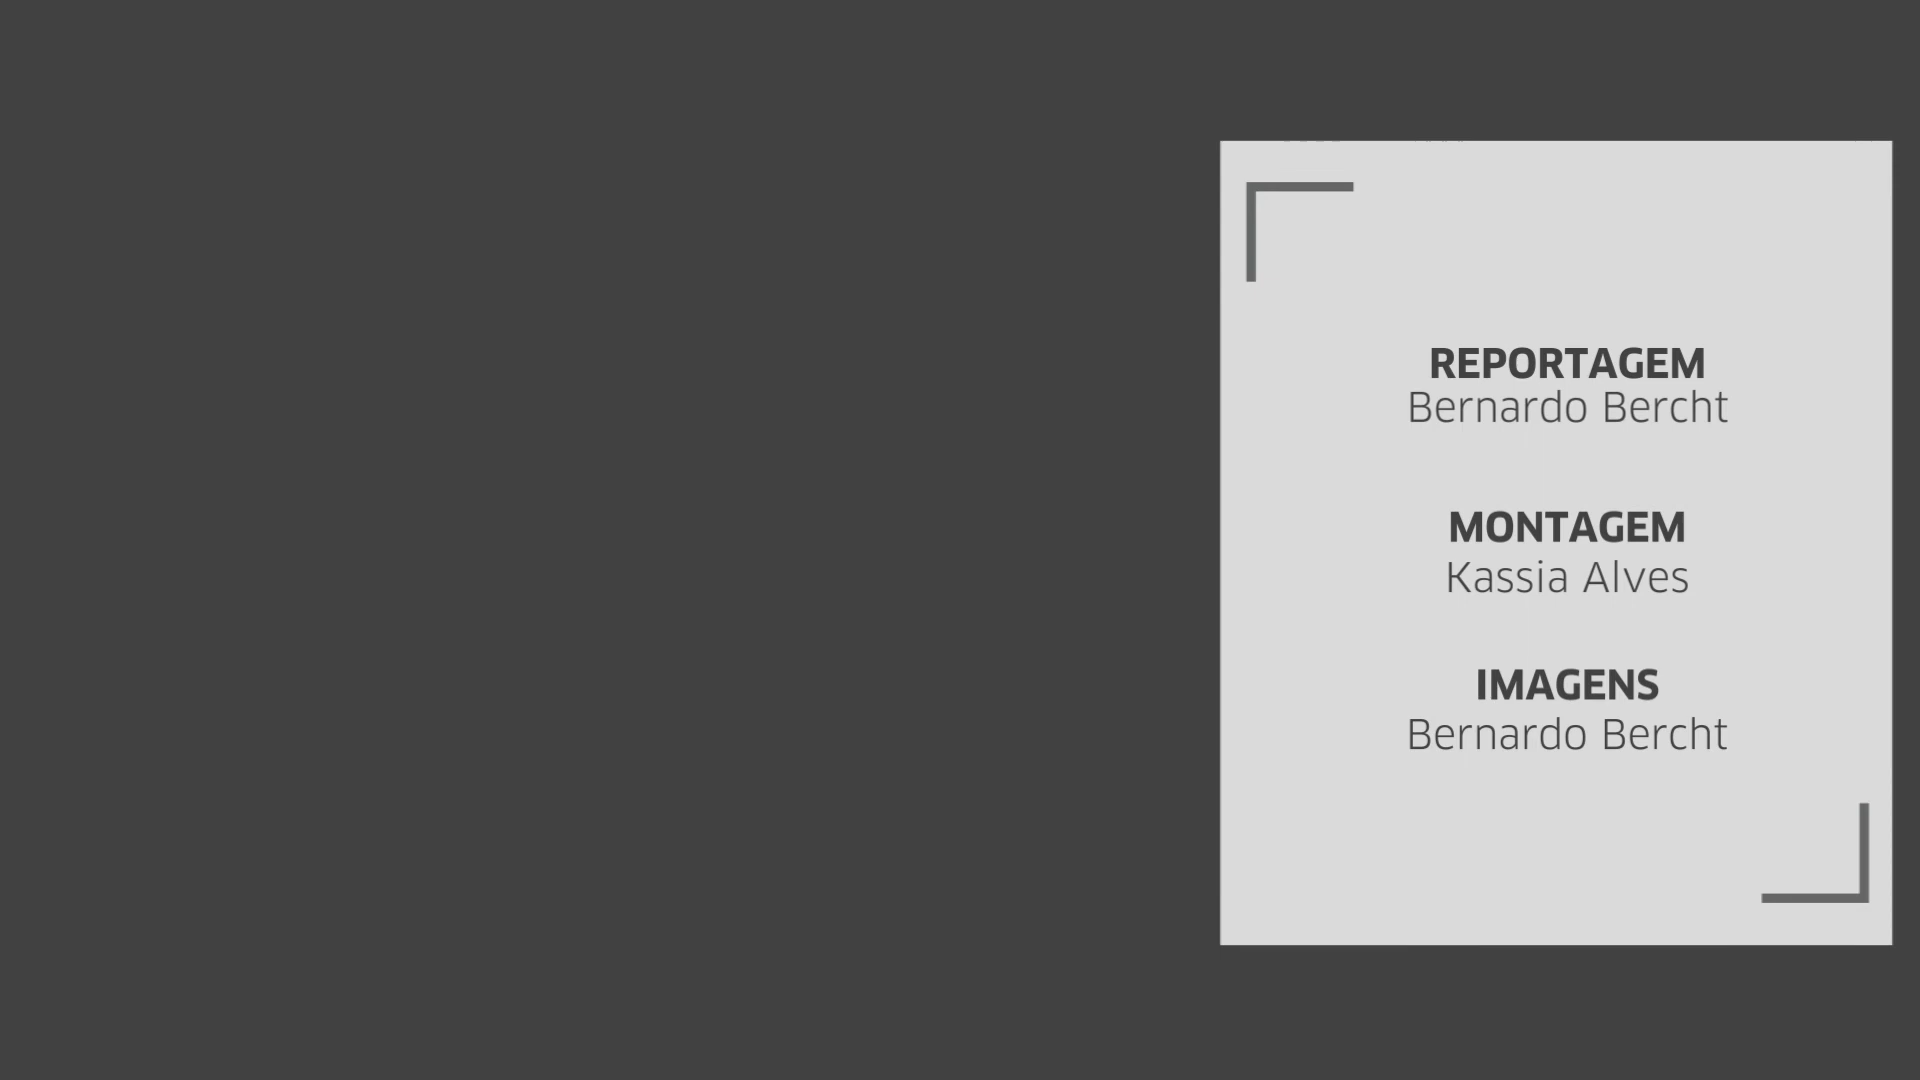 REPORTAGEM
Bernardo Bercht
MONTAGEM
Kassia Alves
IMAGENS
Bernardo Bercht